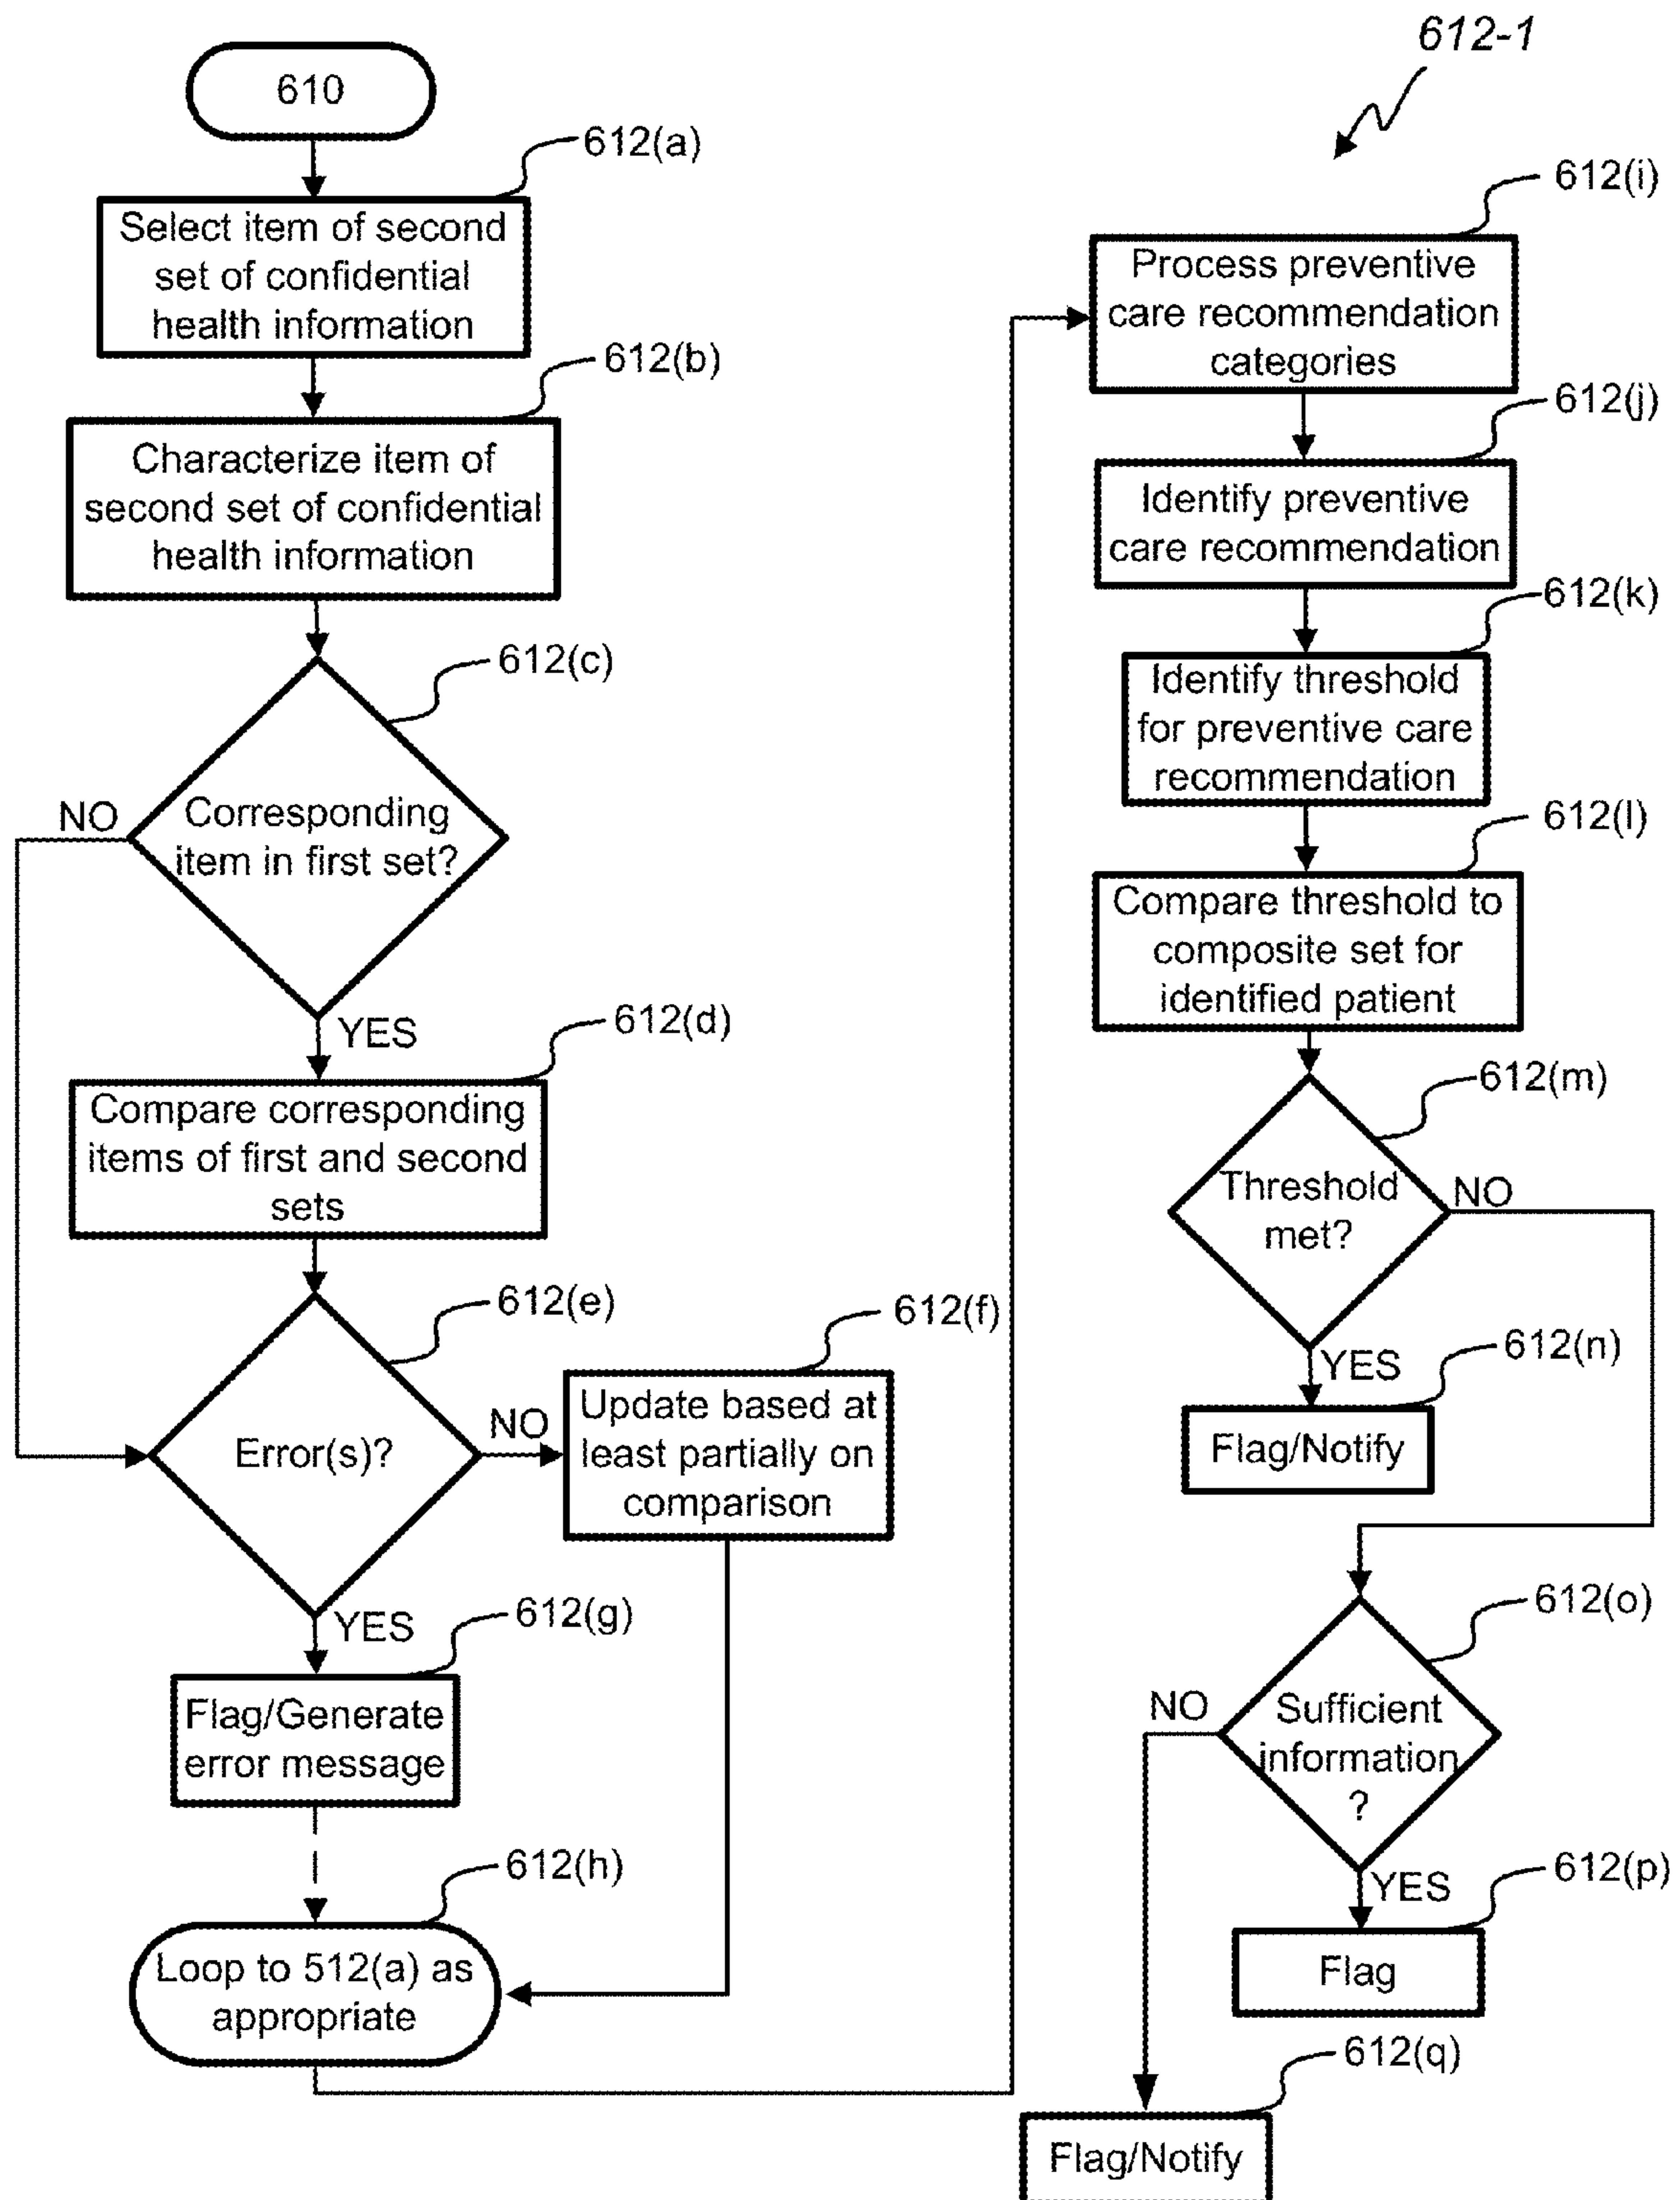 612-1
610
612(a)
Select item of second
set of confidential
health information
612(b)
Characterize item of
second set of confidential
health information
612(c)
Corresponding
item in first set?
NO
YES
612(d)
Compare corresponding
items of first and second
sets
612(e)
Error(s)?
NO
612(f)
Update based at
least partially on
comparison
YES
612(g)
Flag/Generate
error message
612(h)
Loop to 512(a) as
appropriate
612(i)
Process preventive
care recommendation
categories
612(j)
Identify preventive
care recommendation
612(k)
Identify threshold
for preventive care
recommendation
612(l)
Compare threshold to
composite set for
identified patient
612(m)
Threshold
met?
NO
YES
612(n)
Flag/Notify
612(o)
Sufficient
information
?
NO
YES
612(p)
Flag
612(q)
Flag/Notify